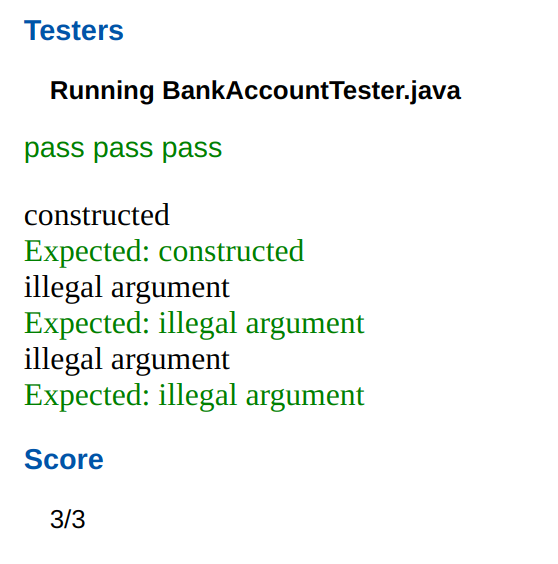 Testers
Running BankAccountTester.java
pass pass pass
constructed
Expected: constructed
illegal argument
Expected: illegal argument
illegal argument
Expected: illegal argument
Score
3/3